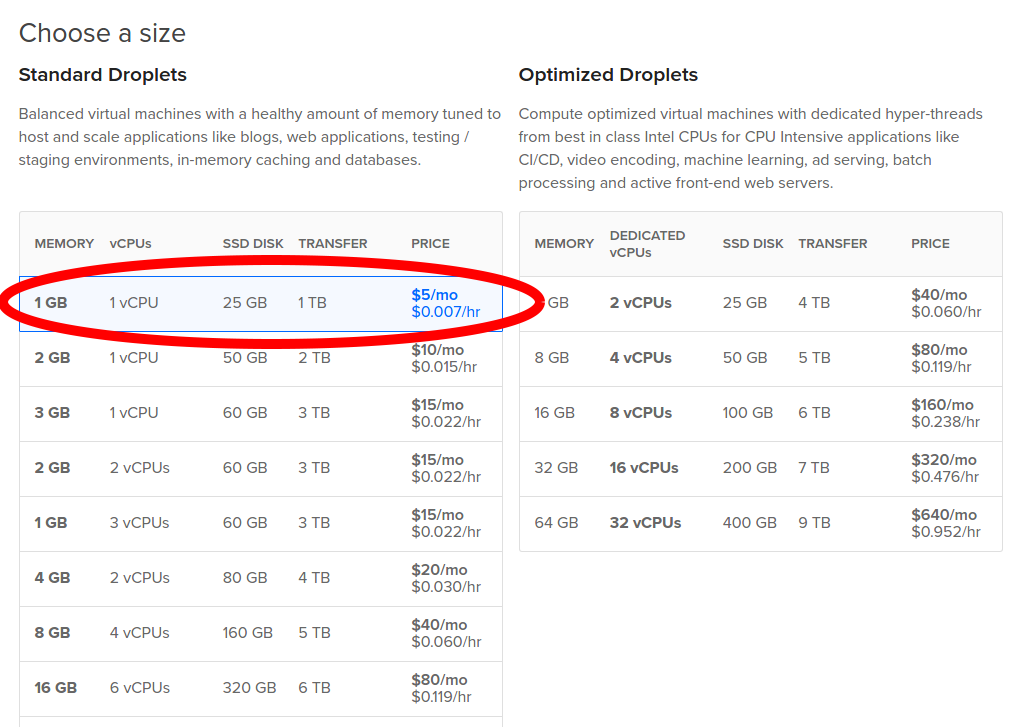 Choose a size
Standard Droplets
Balanced virtual machines with a healthy amount of memory tuned to
host and scale applications like blogs, web applications, testing /
staging environments, in-memory caching and databases.
MEMORY vCPUs SSD DISK TRANSFER PRICE
1 GB 1 vCPU 25 GB 1 TB $5/mo
$0.007/hr
2 GB 1 vCPU 50 GB 2 TB $10/mo
$0.015/hr
3 GB 1 vCPU 60 GB 3 TB $15/mo
$0.022/hr
2 GB 2 vCPUs 60 GB 3 TB $15/mo
$0.022/hr
1 GB 3 vCPUs 60 GB 3 TB $15/mo
$0.022/hr
4 GB 2 vCPUs 80 GB 4 TB $20/mo
$0.030/hr
8 GB 4 vCPUs 160 GB 5 TB $40/mo
$0.060/hr
16 GB 6 vCPUs 320 GB 6 TB $80/mo
$0.119/hr
Optimized Droplets
Compute optimized virtual machines with dedicated hyper-threads
from best in class Intel CPUs for CPU Intensive applications like
CI/CD, video encoding, machine learning, ad serving, batch
processing and active front-end web servers.
MEMORY DEDICATED
vCPUs SSD DISK TRANSFER PRICE
GB 2 vCPUs 25 GB 4 TB $40/mo
$0.060/hr
8 GB 4 vCPUs 50 GB 5 TB $80/mo
$0.119/hr
16 GB 8 vCPUs 100 GB 6 TB $160/mo
$0.238/hr
32 GB 16 vCPUs 200 GB 7 TB $320/mo
$0.476/hr
64 GB 32 vCPUs 400 GB 9 TB $640/mo
$0.952/hr